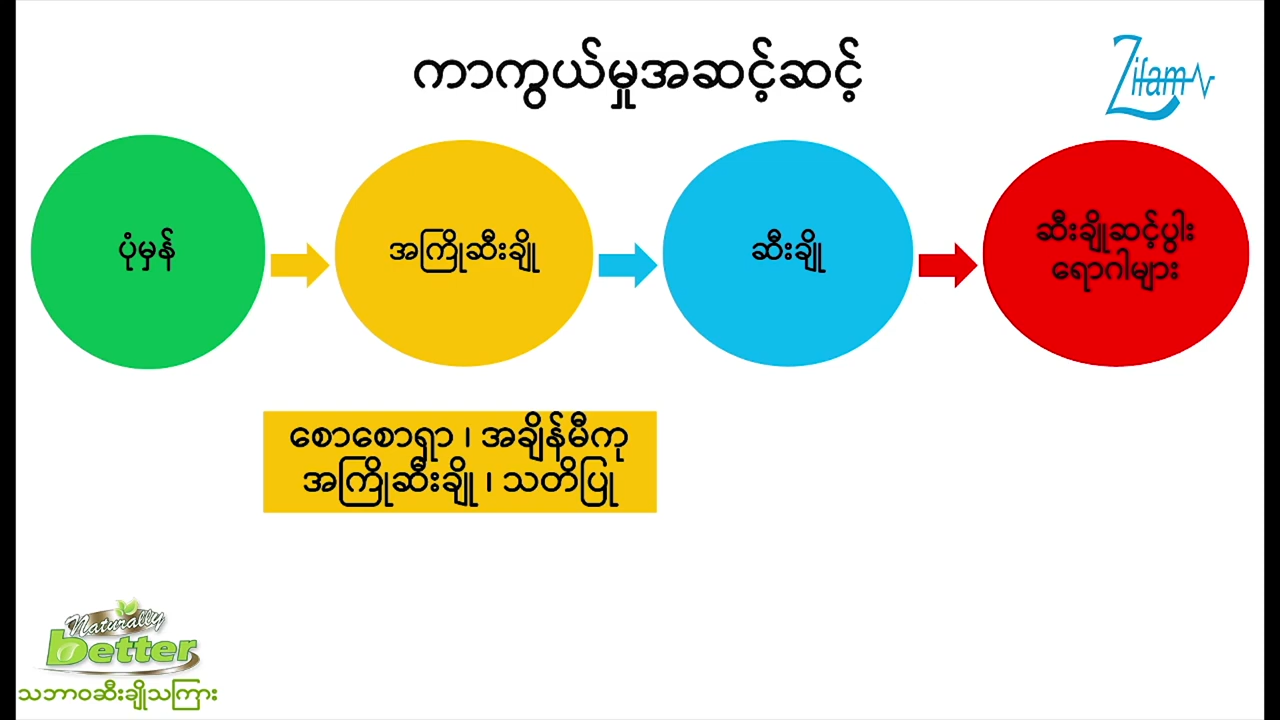 ကာကွယ်မှုအဆင့်ဆင့်
Zifam
ပုံမှန်
အကြိုဆီးချို
ဆီးချို
ဆီးချိုဆင့်ပွါး
ရောဂါများ
စောစောရှာ ၊ အချိန်မီကု
အကြိုဆီးချို ၊ သတိပြု
Naturally
better
သဘာဝဆီးချိုသကြား